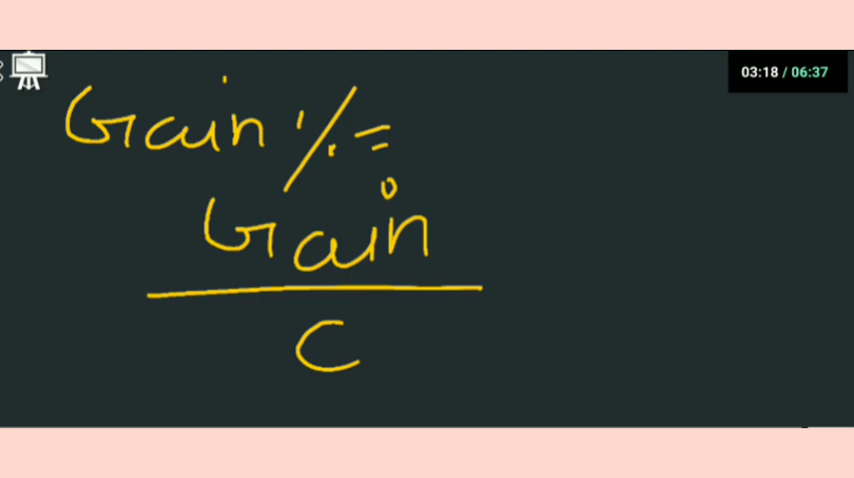 03:18 / 06:37
Gain % =
Gain
C